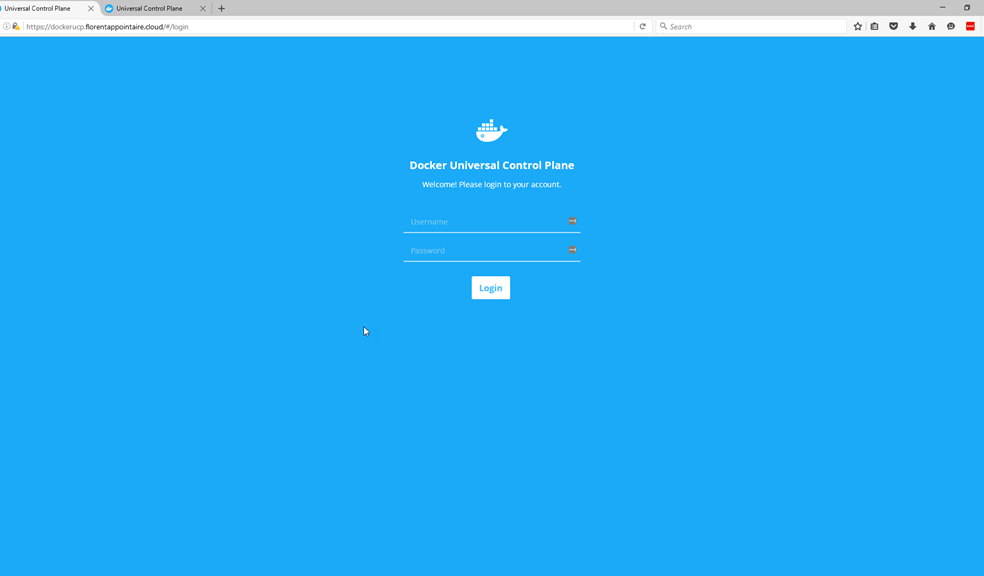 Universal Control Plane
Universal Control Plane
https://dockerucp.florentappointaire.cloud/#/login
Search
Docker Universal Control Plane
Welcome! Please login to your account.
Username
Password
Login